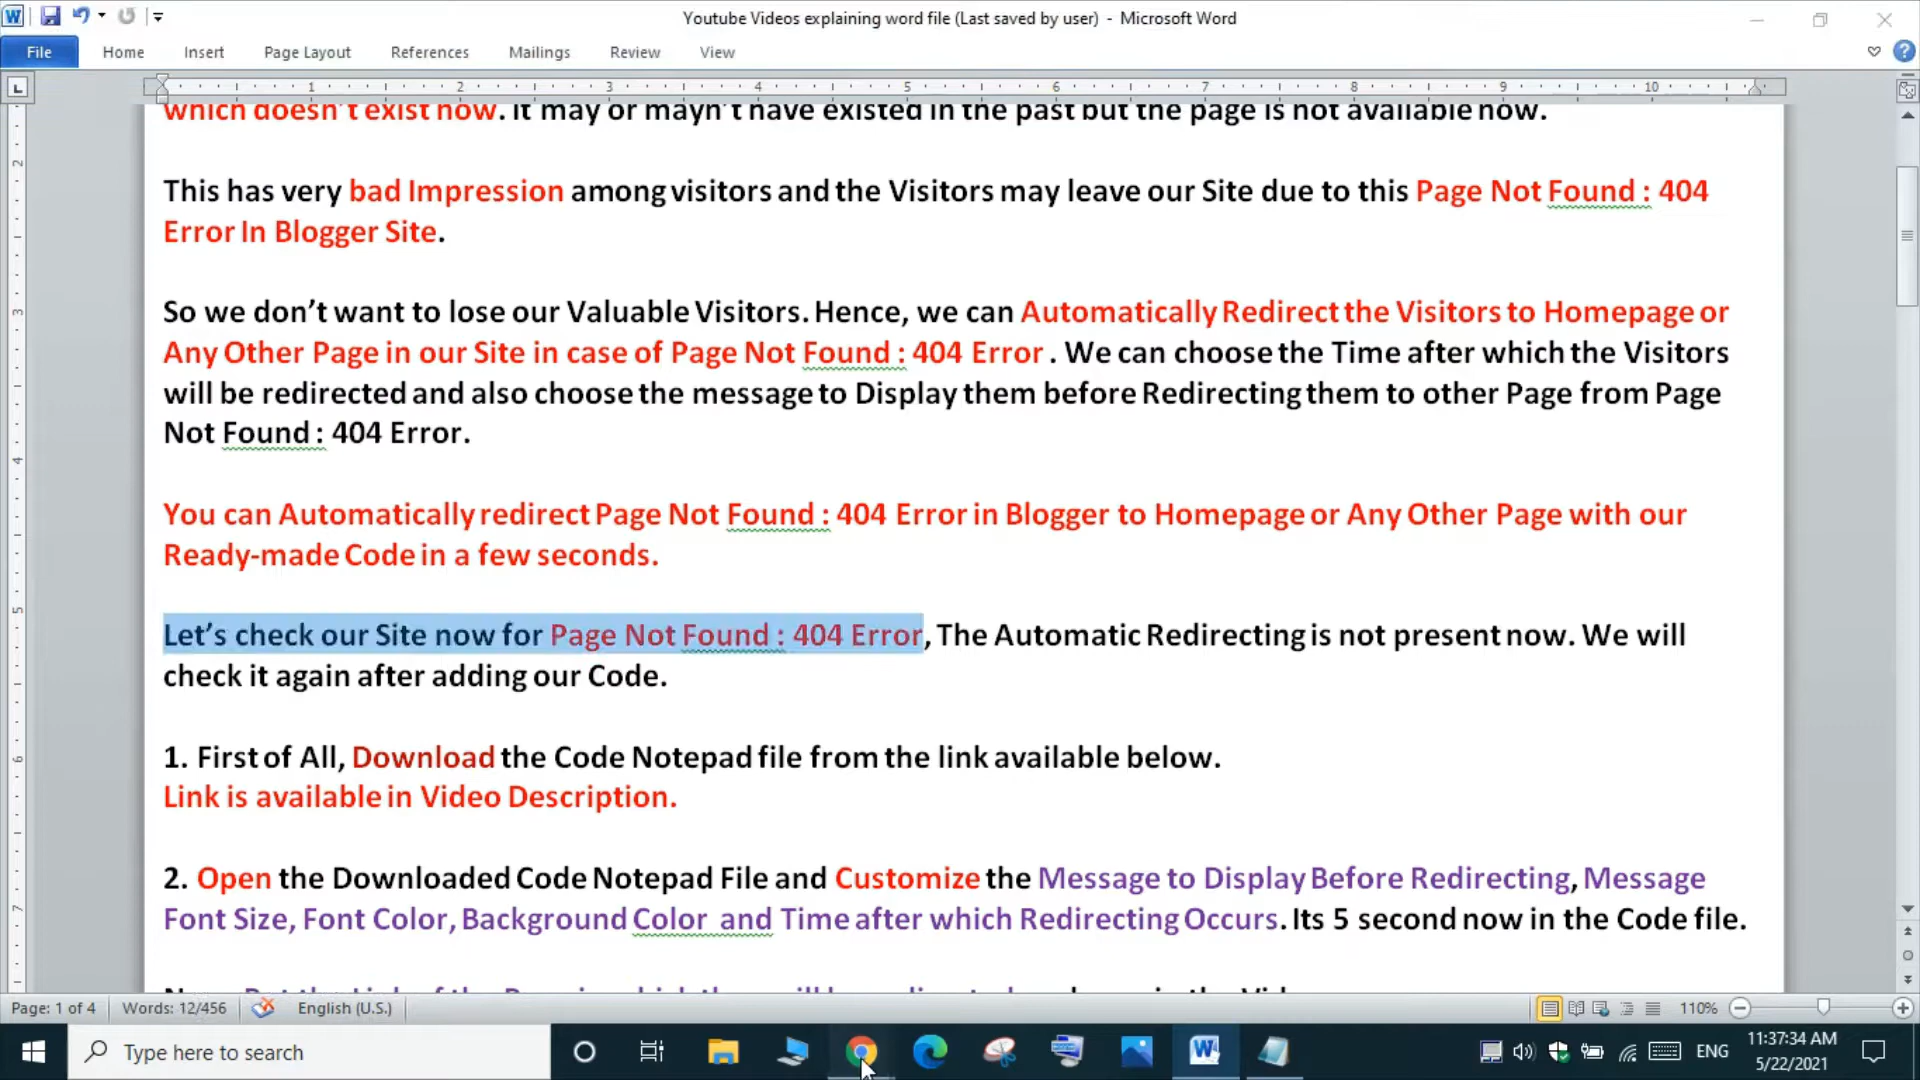 Youtube Videos explaining word file (Last saved by user) - Microsoft Word
File Home Insert Page Layout References Mailings Review View
1 2 3 4 5 6 7 8 9 10
which doesn't exist now. It may or mayn't have existed in the past but the page is not available now.
This has very bad Impression among visitors and the Visitors may leave our Site due to this Page Not Found : 404
Error In Blogger Site.
So we don't want to lose our Valuable Visitors. Hence, we can Automatically Redirect the Visitors to Homepage or
Any Other Page in our Site in case of Page Not Found : 404 Error . We can choose the Time after which the Visitors
will be redirected and also choose the message to Display them before Redirecting them to other Page from Page
Not Found : 404 Error.
You can Automatically redirect Page Not Found : 404 Error in Blogger to Homepage or Any Other Page with our
Ready-made Code in a few seconds.
Let's check our Site now for Page Not Found : 404 Error, The Automatic Redirecting is not present now. We will
check it again after adding our Code.
1. First of All, Download the Code Notepad file from the link available below.
Link is available in Video Description.
2. Open the Downloaded Code Notepad File and Customize the Message to Display Before Redirecting, Message
Font Size, Font Color, Background Color and Time after which Redirecting Occurs. Its 5 second now in the Code file.
Page: 1 of 4 Words: 12/456 English (U.S.) 110%
Type here to search
ENG
11:37:34 AM
5/22/2021